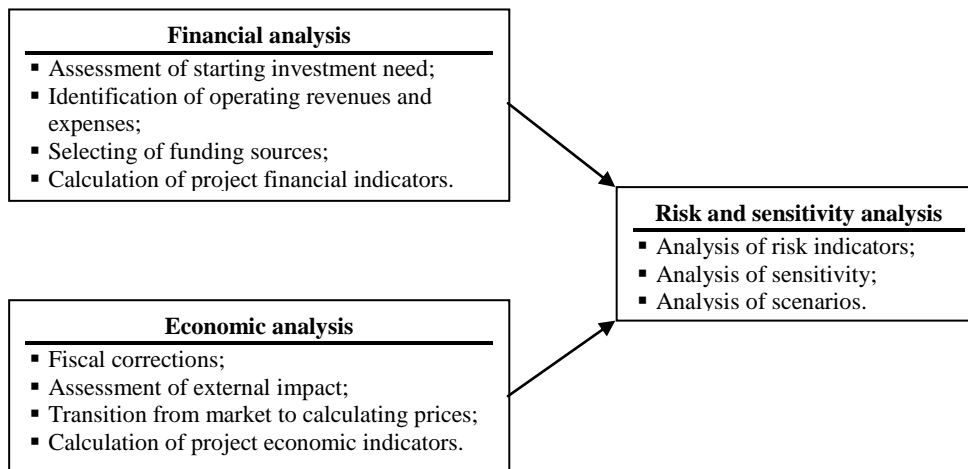 Financial analysis
▪ Assessment of starting investment need;
▪ Identification of operating revenues and
expenses;
▪ Selecting of funding sources;
▪ Calculation of project financial indicators.
Risk and sensitivity analysis
▪ Analysis of risk indicators;
▪ Analysis of sensitivity;
▪ Analysis of scenarios.
Economic analysis
▪ Fiscal corrections;
▪ Assessment of external impact;
▪ Transition from market to calculating prices;
▪ Calculation of project economic indicators.